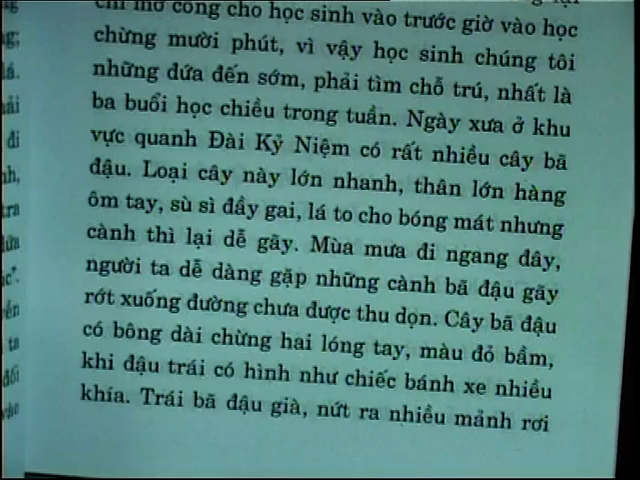 chỉ mở cổng cho học sinh vào trước giờ vào học
chừng mười phút, vì vậy học sinh chúng tôi
những đứa đến sớm, phải tìm chỗ trú, nhất là
ba buổi học chiều trong tuần. Ngày xưa ở khu
vực quanh Đài Kỷ Niệm có rất nhiều cây bã
đậu. Loại cây này lớn nhanh, thân lớn hàng
ôm tay, sù sì đầy gai, lá to cho bóng mát nhưng
cành thì lại dễ gãy. Mùa mưa đi ngang đây,
người ta dễ dàng gặp những cành bã đậu gãy
rớt xuống đường chưa được thu dọn. Cây bã đậu
có bông dài chừng hai lóng tay, màu đỏ bầm,
khi đậu trái có hình như chiếc bánh xe nhiều
khía. Trái bã đậu già, nứt ra nhiều mảnh rơi